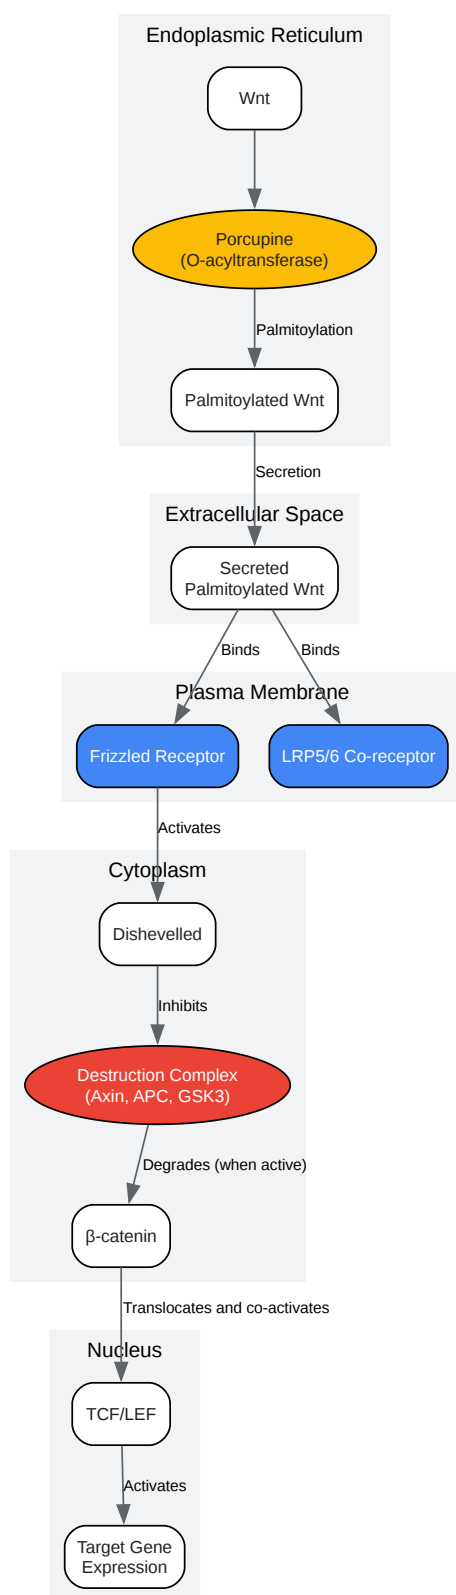 Endoplasmic Reticulum
Wnt
Porcupine
(O-acyltransferase)
Palmitoylation
Palmitoylated Wnt
Secretion
Extracellular Space
Secreted
Palmitoylated Wnt
Binds
Binds
Plasma Membrane
Frizzled Receptor
LRP5/6 Co-receptor
Activates
Cytoplasm
Dishevelled
Inhibits
Destruction Complex
(Axin, APC, GSK3)
Degrades (when active)
β-catenin
Translocates and co-activates
Nucleus
TCF/LEF
Activates
Target Gene
Expression